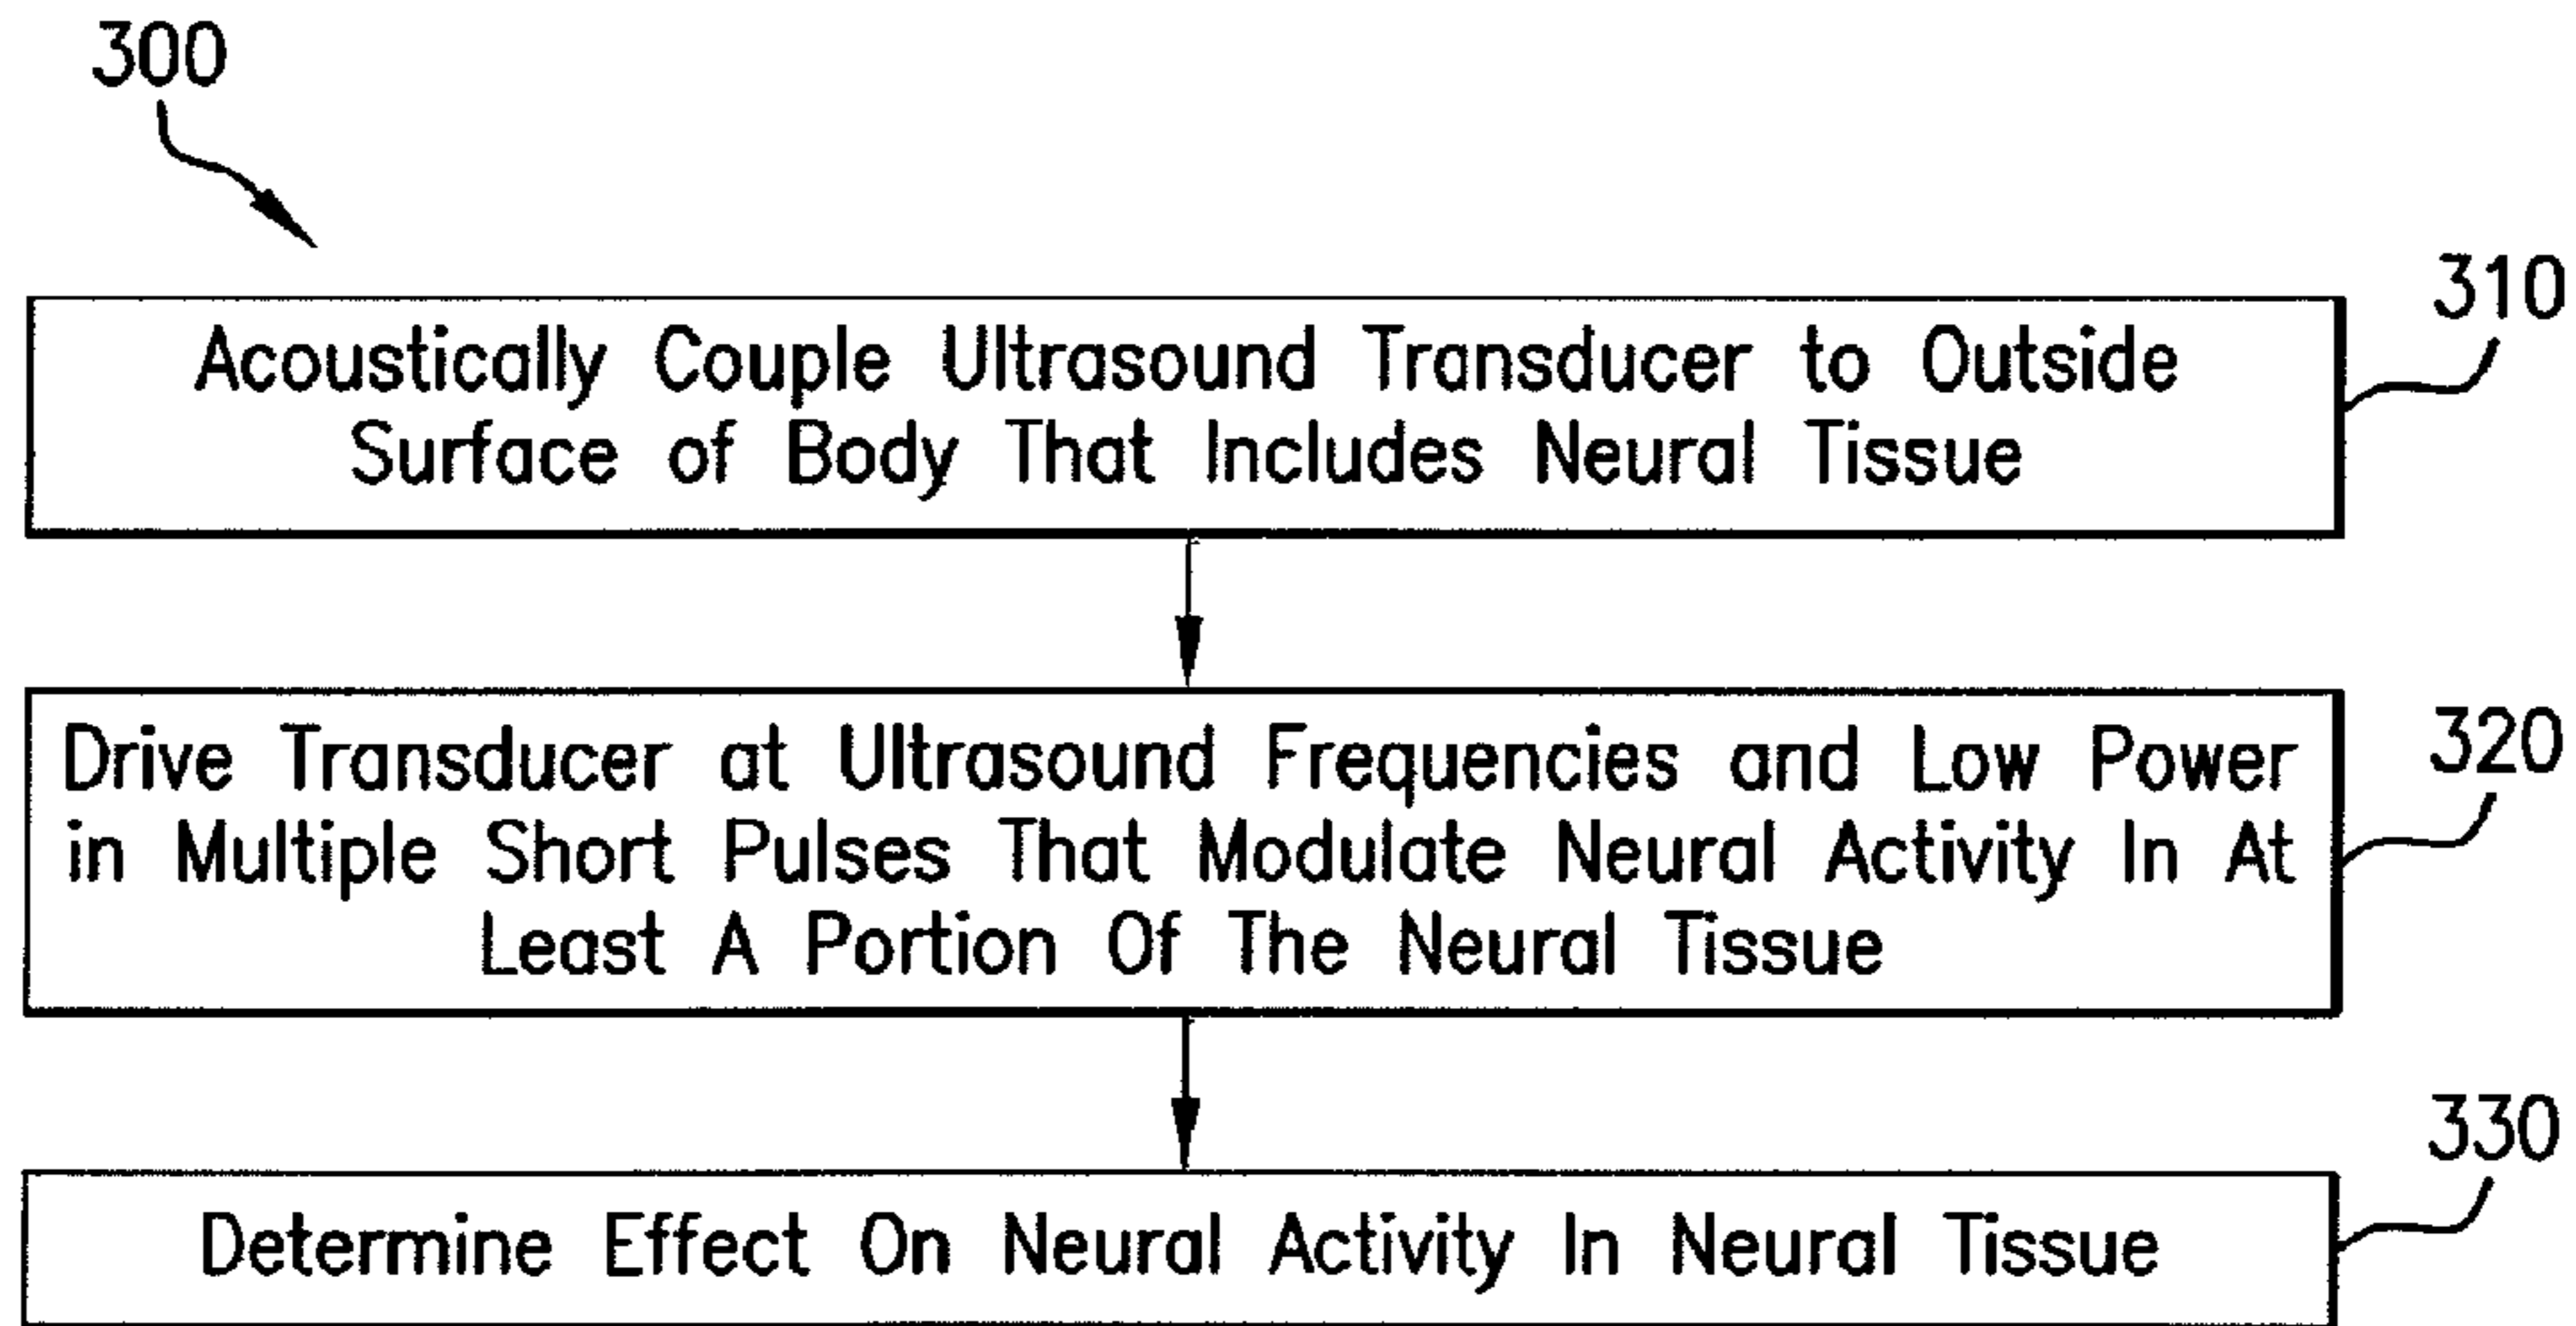 300
310
Acoustically Couple Ultrasound Transducer to Outside
Surface of Body That Includes Neural Tissue
320
Drive Transducer at Ultrasound Frequencies and Low Power
in Multiple Short Pulses That Modulate Neural Activity In At
Least A Portion Of The Neural Tissue
330
Determine Effect On Neural Activity In Neural Tissue